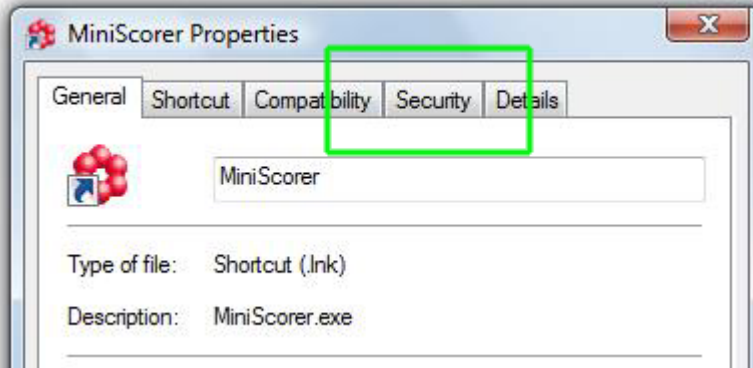 MiniScorer Properties
General Shortcut Compatibility Security Details
MiniScorer
Type of file: Shortcut (.lnk)
Description: MiniScorer.exe